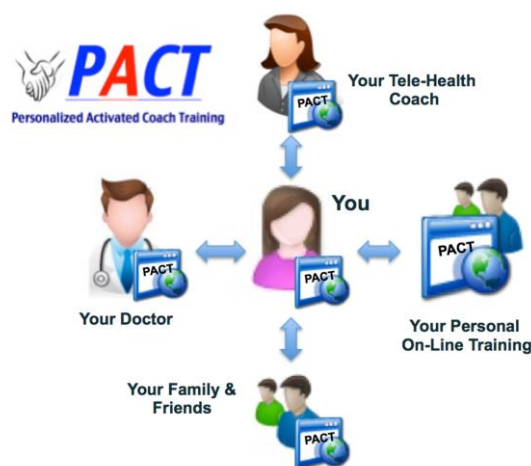 PACT
Personalized Activated Coach Training
Your Tele-Health
Coach
PACT
You
PACT
PACT
PACT
Your Doctor
Your Personal
On-Line Training
Your Family &
Friends
PACT